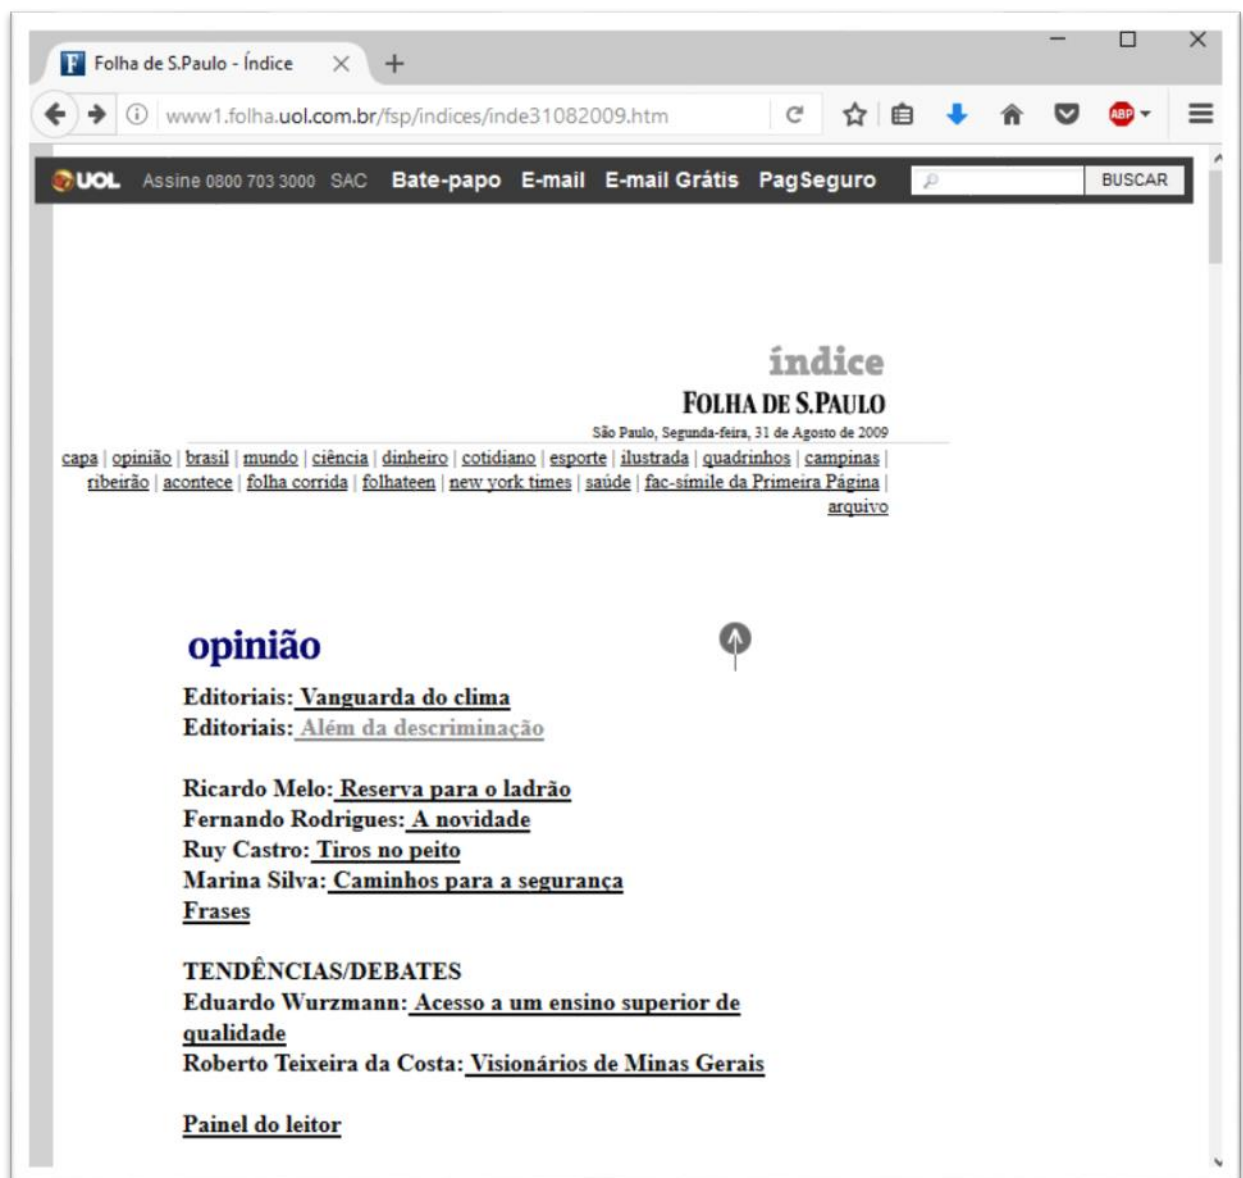 Folha de S.Paulo - Índice
www1.folha.uol.com.br/fsp/indices/inde31082009.htm
ABP
UOL Assine 0800 703 3000 SAC Bate-papo E-mail E-mail Grátis PagSeguro BUSCAR
índice
FOLHA DE S.PAULO
São Paulo, Segunda-feira, 31 de Agosto de 2009
capa | opinião | brasil | mundo | ciência | dinheiro | cotidiano | esporte | ilustrada | quadrinhos | campinas |
ribeirão | acontece | folha corrida | folhateen | new york times | saúde | fac-símile da Primeira Página |
arquivo
opinião
Editoriais: Vanguarda do clima
Editoriais: Além da descriminação
Ricardo Melo: Reserva para o ladrão
Fernando Rodrigues: A novidade
Ruy Castro: Tiros no peito
Marina Silva: Caminhos para a segurança
Frases
TENDÊNCIAS/DEBATES
Eduardo Wurzmann: Acesso a um ensino superior de
qualidade
Roberto Teixeira da Costa: Visionários de Minas Gerais
Painel do leitor